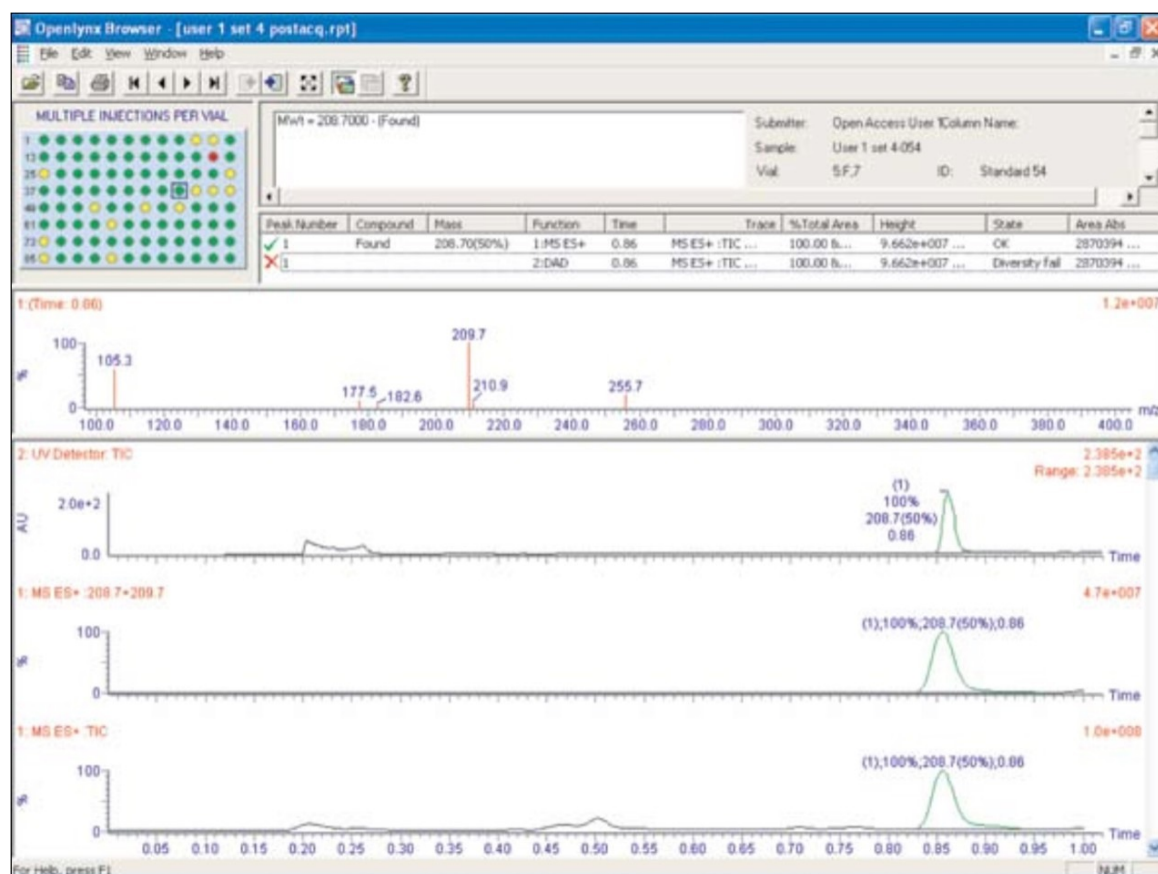 Openlynx Browser - [user 1 set 4 postacq.rpt]
File Edit View Window Help
MULTIPLE INJECTIONS PER VIAL
1
13
25
37
49
61
73
85
MWt = 208.7000 - (Found)
Submitter: Open Access User 1Column Name:
Sample: User 1 set 4-054
Vial: 5:F,7 ID: Standard 54
Peak Number Compound Mass Function Time Trace %Total Area Height State Area Abs
1 Found 208.70(50%) 1:MS ES+ 0.86 MS ES+ :TIC ... 100.00 &... 9.662e+007 ... OK 2870394 ...
1 2:DAD 0.86 MS ES+ :TIC ... 100.00 &... 9.662e+007 ... Diversity fail 2870394 ...
1:(Time: 0.86) 1.2e+007
100
%
0
105.3 177.5 182.6 209.7 210.9 255.7
m/z
100.0 120.0 140.0 160.0 180.0 200.0 220.0 240.0 260.0 280.0 300.0 320.0 340.0 360.0 380.0 400.0
2: UV Detector: TIC 2.385e+2
Range: 2.385e+2
(1)
100%
208.7(50%)
0.86
2.0e+2
AU
0.0
Time
1: MS ES+ :208.7+209.7 4.7e+007
(1);100%;208.7(50%);0.86
100
%
0
Time
1: MS ES+ :TIC 1.0e+008
(1);100%;208.7(50%);0.86
100
%
0
Time
0.05 0.10 0.15 0.20 0.25 0.30 0.35 0.40 0.45 0.50 0.55 0.60 0.65 0.70 0.75 0.80 0.85 0.90 0.95 1.00
For Help, press F1 NUM